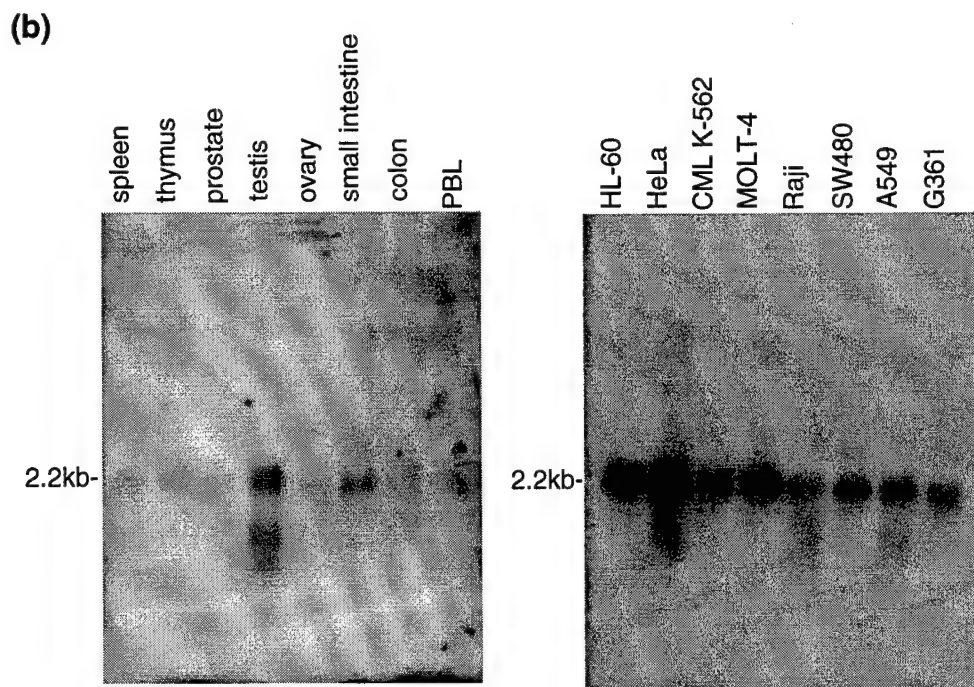 (b)
spleen
thymus
prostate
testis
ovary
small intestine
colon
PBL
2.2kb-
HL-60
HeLa
CML K-562
MOLT-4
Raji
SW480
A549
G361
2.2kb-